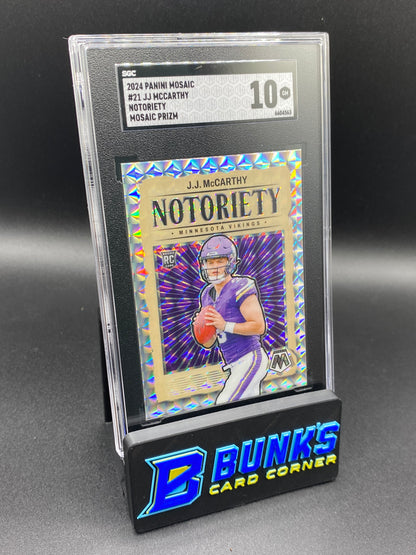 SGC
2024 PANINI MOSAIC
#21 JJ MCCARTHY
NOTORIETY
MOSAIC PRIZM
10 GM
6604563
J.J. McCARTHY
NOTORIETY
• MINNESOTA VIKINGS •
RC
M
B BUNK'S
CARD CORNER